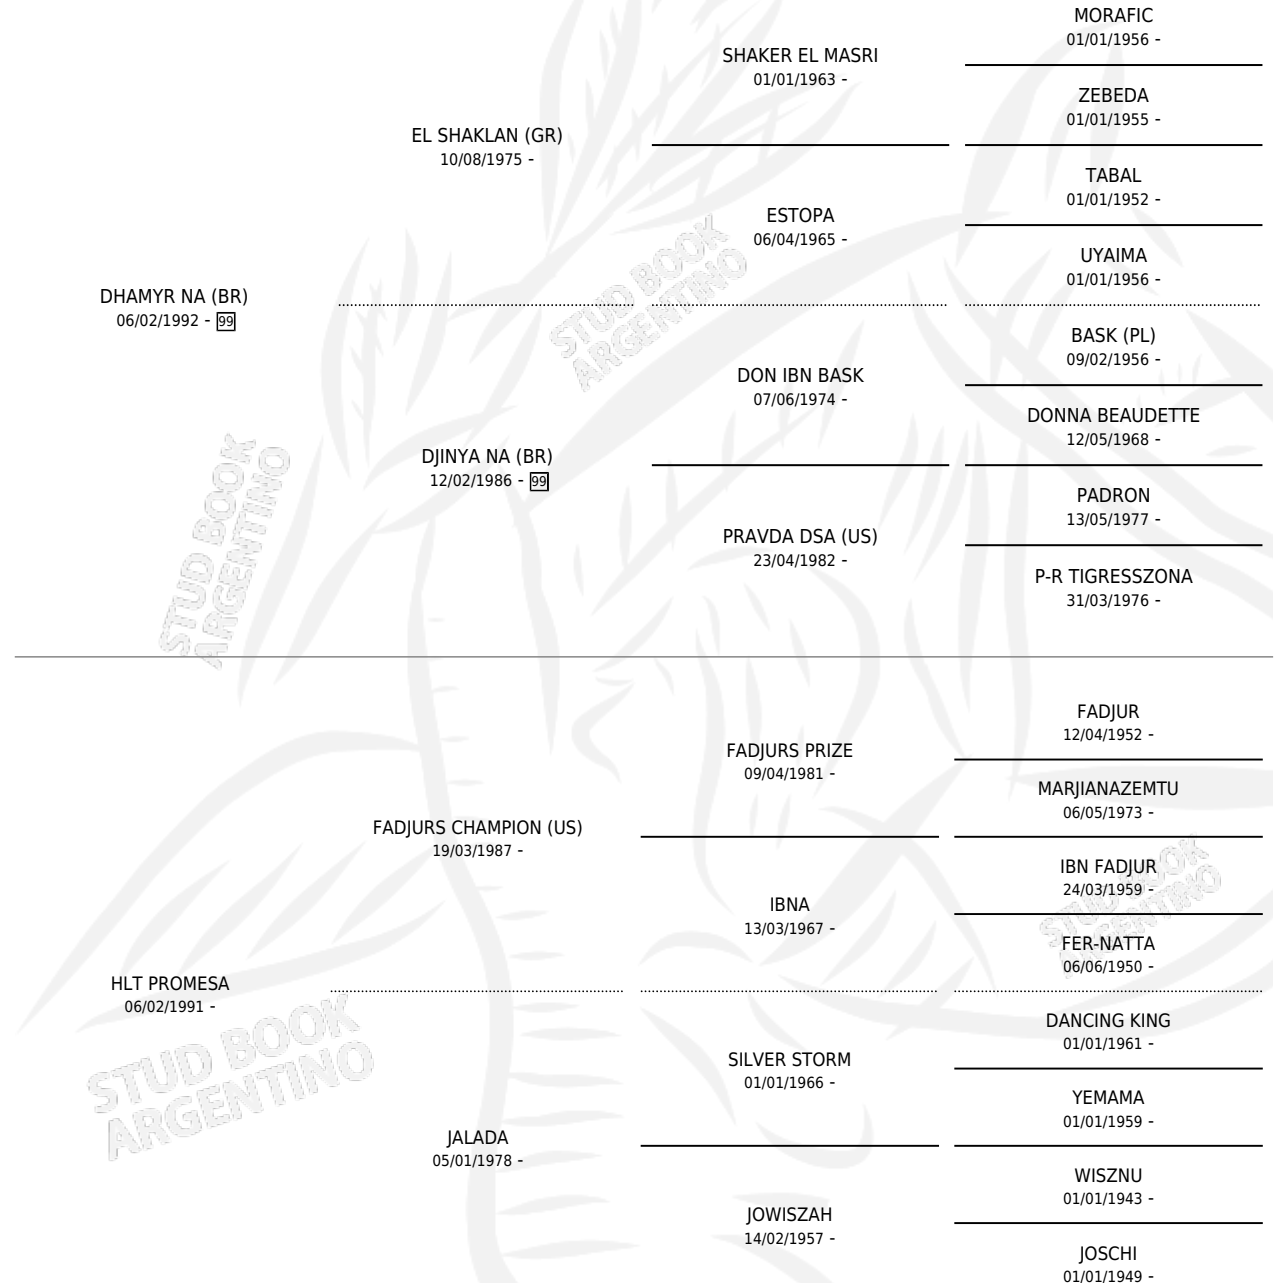 MORAFIC
01/01/1956 -
SHAKER EL MASRI
01/01/1963 -
ZEBEDA
01/01/1955 -
EL SHAKLAN (GR)
10/08/1975 -
TABAL
01/01/1952 -
ESTOPA
06/04/1965 -
UYAIMA
01/01/1956 -
DHAMYR NA (BR)
06/02/1992 - 99
BASK (PL)
09/02/1956 -
DON IBN BASK
07/06/1974 -
DONNA BEAUDETTE
12/05/1968 -
DJINYA NA (BR)
12/02/1986 - 99
PADRON
13/05/1977 -
PRAVDA DSA (US)
23/04/1982 -
P-R TIGRESSZONA
31/03/1976 -
STUD BOOK
ARGENTINO
STUD BOOK
ARGENTINO
FADJUR
12/04/1952 -
FADJURS PRIZE
09/04/1981 -
MARJIANAZEMTU
06/05/1973 -
FADJURS CHAMPION (US)
19/03/1987 -
IBN FADJUR
24/03/1959 -
IBNA
13/03/1967 -
FER-NATTA
06/06/1950 -
HLT PROMESA
06/02/1991 -
DANCING KING
01/01/1961 -
SILVER STORM
01/01/1966 -
YEMAMA
01/01/1959 -
JALADA
05/01/1978 -
WISZNU
01/01/1943 -
JOWISZAH
14/02/1957 -
JOSCHI
01/01/1949 -
STUD BOOK
ARGENTINO
STUD BOOK
ARGENTINO